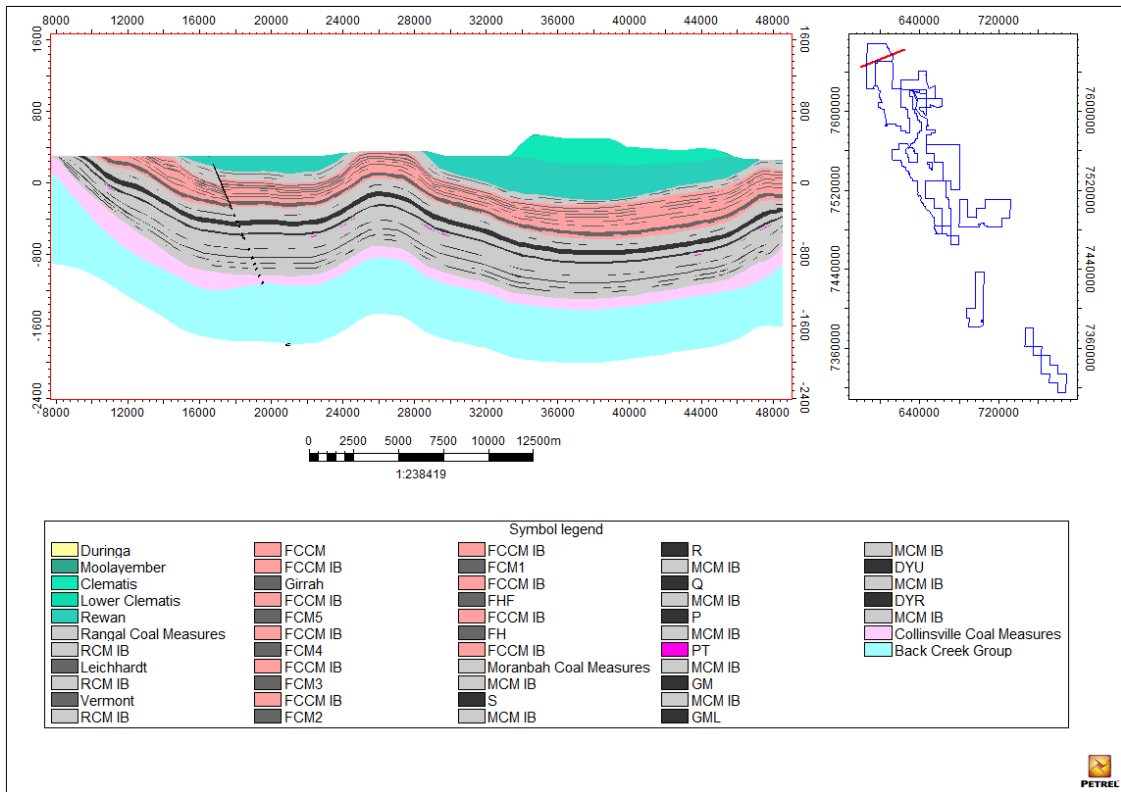 8000 12000 16000 20000 24000 28000 32000 36000 40000 44000 48000
640000 720000
1600 1600
800 800
0 0
-800 -800
-1600 -1600
-2400 -2400
7600000 7600000
7520000 7520000
7440000 7440000
7360000 7360000
8000 12000 16000 20000 24000 28000 32000 36000 40000 44000 48000
640000 720000
0 2500 5000 7500 10000 12500m
1:238419
Symbol legend
Duringa
Moolayember
Clematis
Lower Clematis
Rewan
Rangal Coal Measures
RCM IB
Leichhardt
RCM IB
Vermont
RCM IB
FCCM
FCCM IB
Girrah
FCCM IB
FCM5
FCCM IB
FCM4
FCCM IB
FCM3
FCCM IB
FCM2
FCCM IB
FCM1
FCCM IB
FHF
FCCM IB
FH
FCCM IB
Moranbah Coal Measures
MCM IB
S
MCM IB
R
MCM IB
Q
MCM IB
P
MCM IB
PT
MCM IB
GM
MCM IB
GML
MCM IB
DYU
MCM IB
DYR
MCM IB
Collinsville Coal Measures
Back Creek Group
PETREL